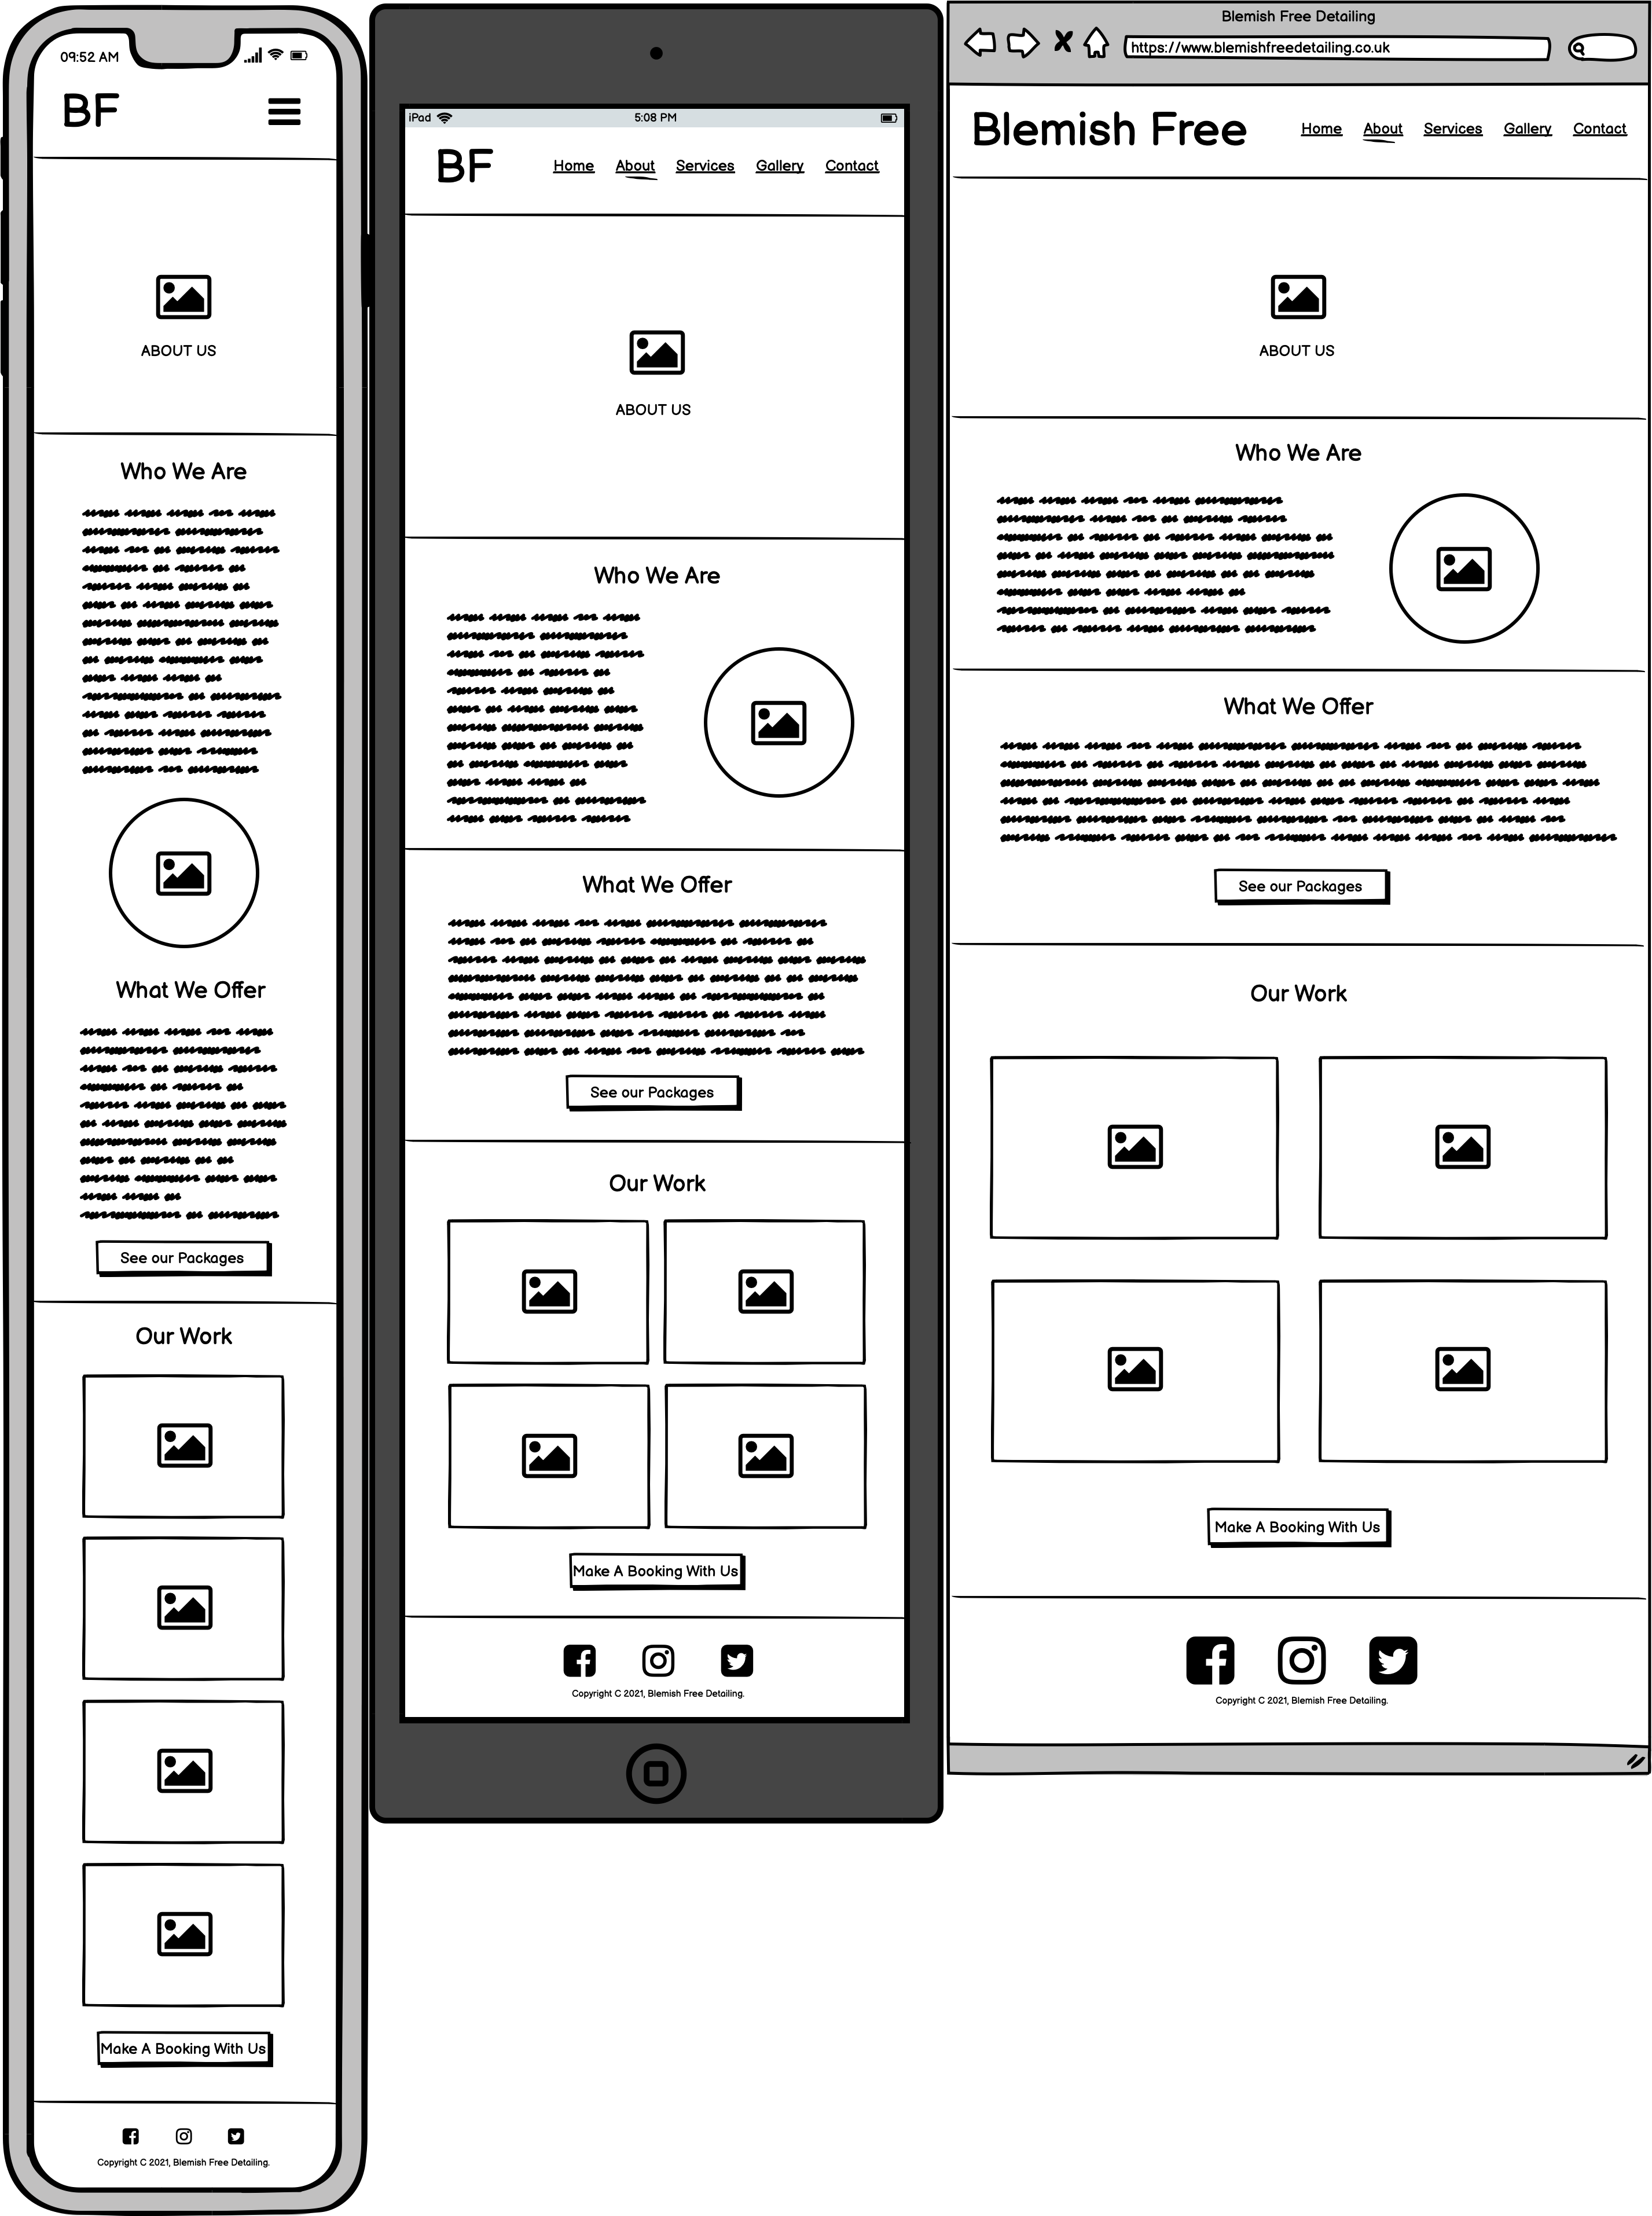 09:52 AM
BF
ABOUT US
Who We Are
What We Offer
See our Packages
Our Work
Make A Booking With Us
Copyright C 2021, Blemish Free Detailing.
iPad
5:08 PM
BF
Home About Services Gallery Contact
ABOUT US
Who We Are
What We Offer
See our Packages
Our Work
Make A Booking With Us
Copyright C 2021, Blemish Free Detailing.
Blemish Free Detailing
https://www.blemishfreedetailing.co.uk
Blemish Free
Home About Services Gallery Contact
ABOUT US
Who We Are
What We Offer
See our Packages
Our Work
Make A Booking With Us
Copyright C 2021, Blemish Free Detailing.